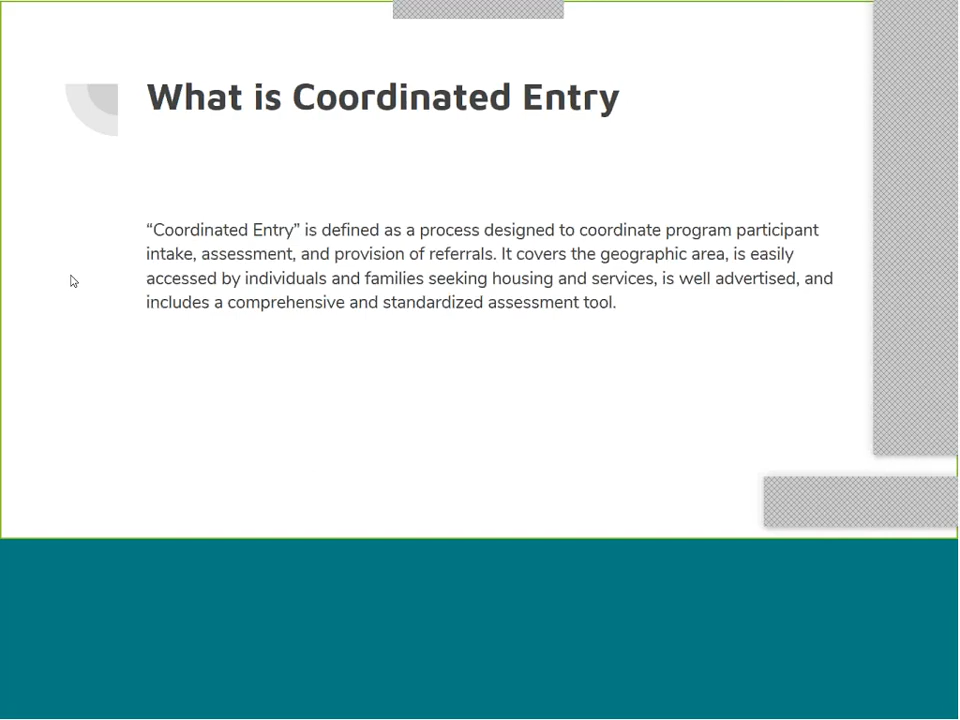 What is Coordinated Entry
“Coordinated Entry” is defined as a process designed to coordinate program participant
intake, assessment, and provision of referrals. It covers the geographic area, is easily
accessed by individuals and families seeking housing and services, is well advertised, and
includes a comprehensive and standardized assessment tool.